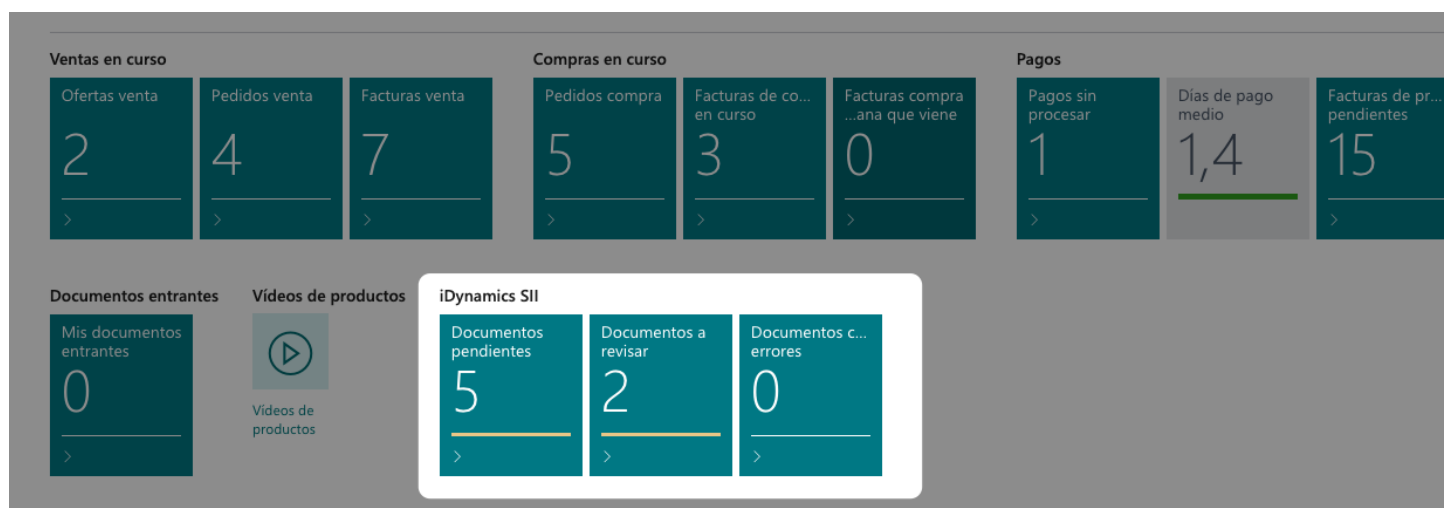 Ventas en curso
Compras en curso
Pagos
Ofertas venta
2
Pedidos venta
4
Facturas venta
7
Pedidos compra
5
Facturas de co...
en curso
3
Facturas compra
...ana que viene
0
Pagos sin
procesar
1
Días de pago
medio
1,4
Facturas de pr...
pendientes
15
Documentos entrantes
Vídeos de productos
iDynamics SII
Mis documentos
entrantes
0
Vídeos de
productos
Documentos
pendientes
5
Documentos a
revisar
2
Documentos c...
errores
0